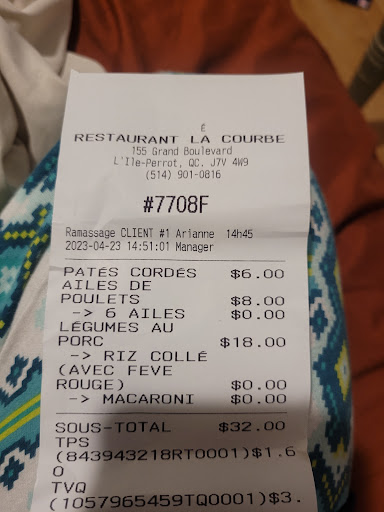 É
RESTAURANT LA COURBE
155 Grand Boulevard
L'Ile-Perrot, QC. J7V 4W9
(514) 901-0816
#7708F
Ramassage CLIENT #1 Arianne 14h45
2023-04-23 14:51:01 Manager
PATÉS CORDÉS $6.00
AILES DE
POULETS $8.00
-> 6 AILES $0.00
LÉGUMES AU
PORC $18.00
-> RIZ COLLÉ
(AVEC FEVE
ROUGE) $0.00
-> MACARONI $0.00
SOUS-TOTAL $32.00
TPS
(843943218RT0001)$1.6
0
TVQ
(1057965459TQ0001)$3.